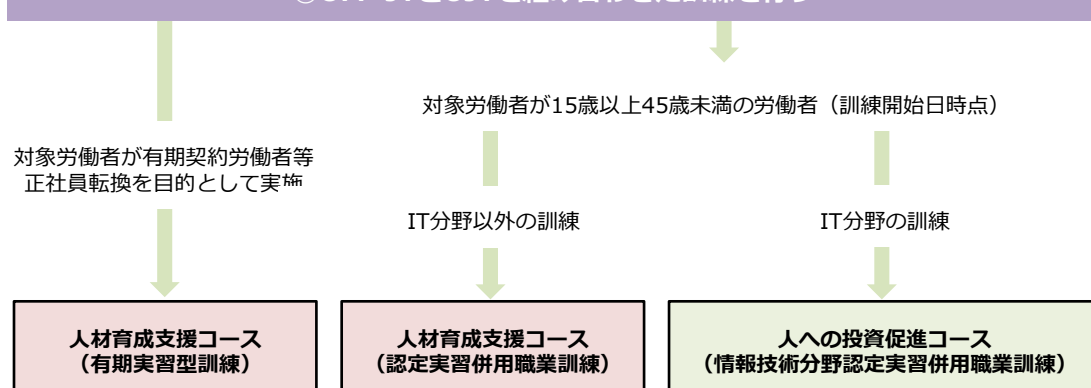 対象労働者が15歳以上45歳未満の労働者（訓練開始日時点）
対象労働者が有期契約労働者等
正社員転換を目的として実施
IT分野以外の訓練
IT分野の訓練
人材育成支援コース
（有期実習型訓練）
人材育成支援コース
（認定実習併用職業訓練）
人への投資促進コース
（情報技術分野認定実習併用職業訓練）